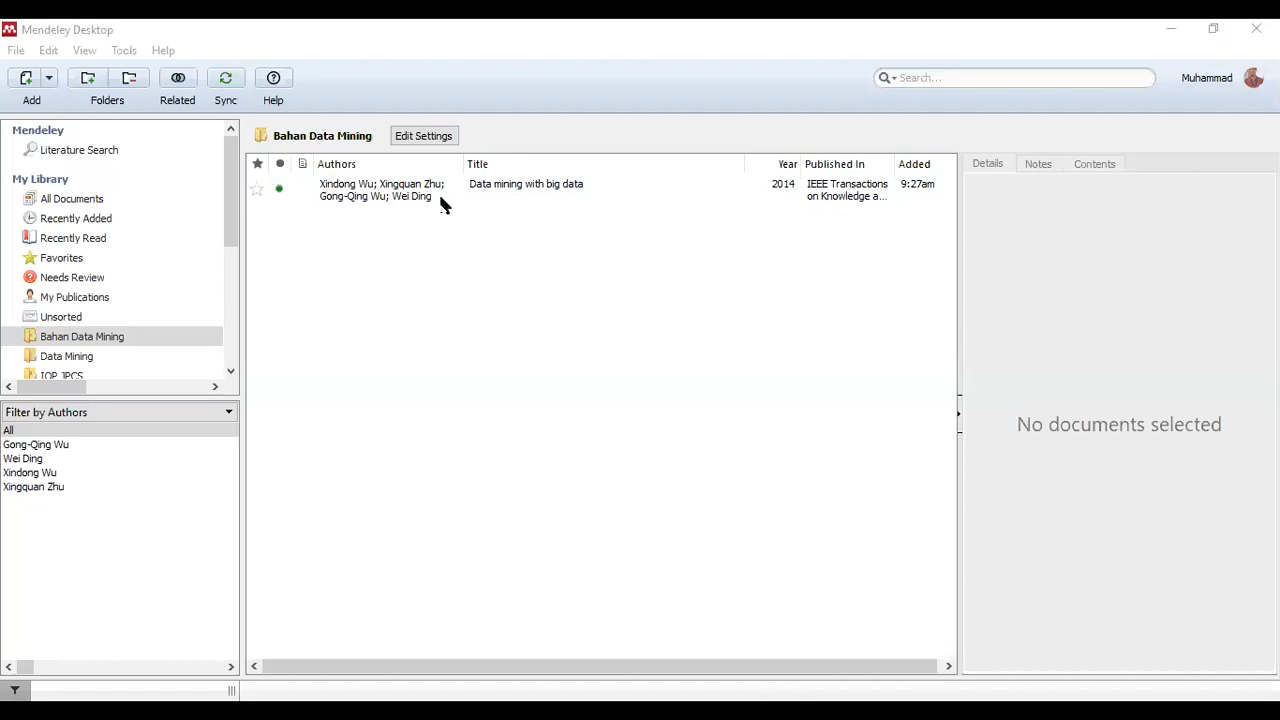 Mendeley Desktop
File Edit View Tools Help
Search...
Muhammad
Add Folders Related Sync Help
Mendeley
Literature Search
My Library
All Documents
Recently Added
Recently Read
Favorites
Needs Review
My Publications
Unsorted
Bahan Data Mining
Data Mining
IOP JPCS
Filter by Authors
All
Gong-Qing Wu
Wei Ding
Xindong Wu
Xingquan Zhu
Bahan Data Mining Edit Settings
Authors Title Year Published In Added
Xindong Wu; Xingquan Zhu; Data mining with big data 2014 IEEE Transactions 9:27am
Gong-Qing Wu; Wei Ding on Knowledge a...
Details Notes Contents
No documents selected